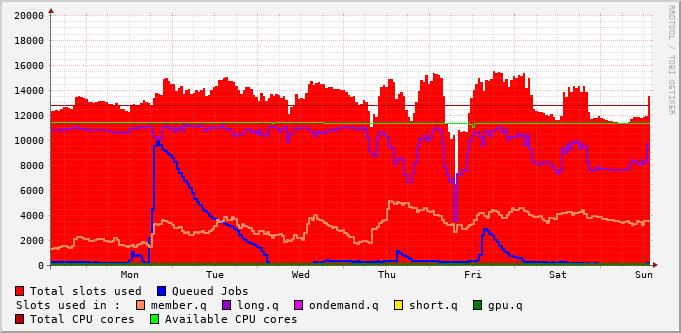 20000
18000
16000
14000
12000
10000
8000
6000
4000
2000
0
Mon Tue Wed Thu Fri Sat Sun
RRDTOOL / TOBI OETIKER
Total slots used Queued Jobs
Slots used in : member.q long.q ondemand.q short.q gpu.q
Total CPU cores Available CPU cores